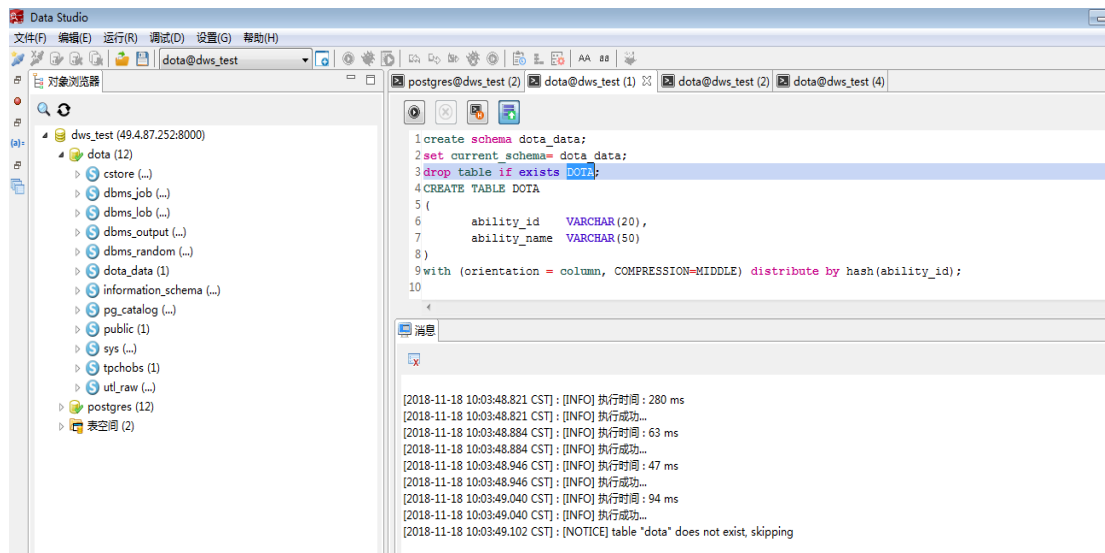 Data Studio
文件(F) 编辑(E) 运行(R) 调试(D) 设置(G) 帮助(H)
dota@dws_test
对象浏览器
dws_test (49.4.87.252:8000)
dota (12)
cstore (...)
dbms_job (...)
dbms_lob (...)
dbms_output (...)
dbms_random (...)
dota_data (1)
information_schema (...)
pg_catalog (...)
public (1)
sys (...)
tpchobs (1)
utl_raw (...)
postgres (12)
表空间 (2)
postgres@dws_test (2) dota@dws_test (1) dota@dws_test (2) dota@dws_test (4)
1 create schema dota_data;
2 set current_schema= dota_data;
3 drop table if exists DOTA;
4 CREATE TABLE DOTA
5 (
6 ability_id VARCHAR(20),
7 ability_name VARCHAR(50)
8 )
9 with (orientation = column, COMPRESSION=MIDDLE) distribute by hash(ability_id);
10
消息
[2018-11-18 10:03:48.821 CST] : [INFO] 执行时间 : 280 ms
[2018-11-18 10:03:48.821 CST] : [INFO] 执行成功...
[2018-11-18 10:03:48.884 CST] : [INFO] 执行时间 : 63 ms
[2018-11-18 10:03:48.884 CST] : [INFO] 执行成功...
[2018-11-18 10:03:48.946 CST] : [INFO] 执行时间 : 47 ms
[2018-11-18 10:03:48.946 CST] : [INFO] 执行成功...
[2018-11-18 10:03:49.040 CST] : [INFO] 执行时间 : 94 ms
[2018-11-18 10:03:49.040 CST] : [INFO] 执行成功...
[2018-11-18 10:03:49.102 CST] : [NOTICE] table "dota" does not exist, skipping